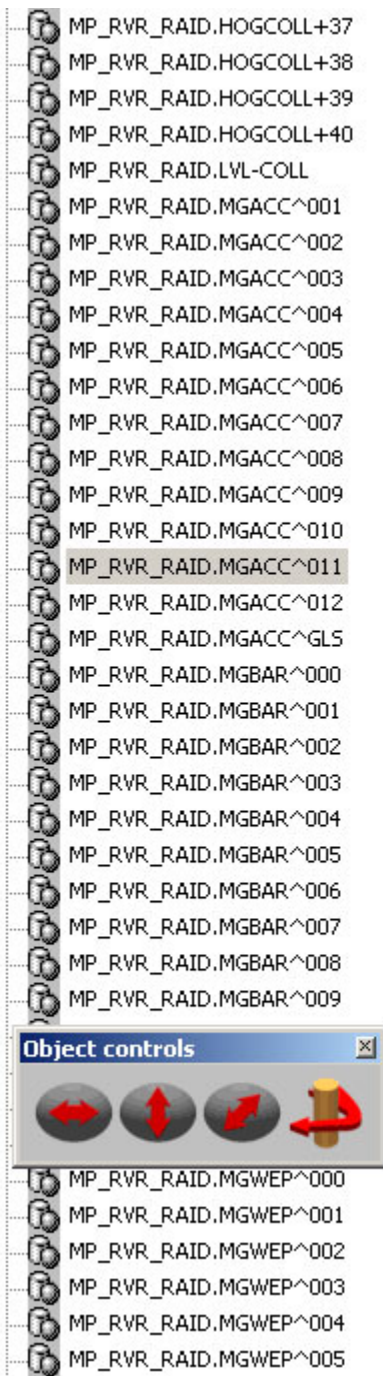 MP_RVR_RAID.HOGCOLL+37
MP_RVR_RAID.HOGCOLL+38
MP_RVR_RAID.HOGCOLL+39
MP_RVR_RAID.HOGCOLL+40
MP_RVR_RAID.LVL-COLL
MP_RVR_RAID.MGACC^001
MP_RVR_RAID.MGACC^002
MP_RVR_RAID.MGACC^003
MP_RVR_RAID.MGACC^004
MP_RVR_RAID.MGACC^005
MP_RVR_RAID.MGACC^006
MP_RVR_RAID.MGACC^007
MP_RVR_RAID.MGACC^008
MP_RVR_RAID.MGACC^009
MP_RVR_RAID.MGACC^010
MP_RVR_RAID.MGACC^011
MP_RVR_RAID.MGACC^012
MP_RVR_RAID.MGACC^GLS
MP_RVR_RAID.MGBAR^000
MP_RVR_RAID.MGBAR^001
MP_RVR_RAID.MGBAR^002
MP_RVR_RAID.MGBAR^003
MP_RVR_RAID.MGBAR^004
MP_RVR_RAID.MGBAR^005
MP_RVR_RAID.MGBAR^006
MP_RVR_RAID.MGBAR^007
MP_RVR_RAID.MGBAR^008
MP_RVR_RAID.MGBAR^009
Object controls
MP_RVR_RAID.MGWEP^000
MP_RVR_RAID.MGWEP^001
MP_RVR_RAID.MGWEP^002
MP_RVR_RAID.MGWEP^003
MP_RVR_RAID.MGWEP^004
MP_RVR_RAID.MGWEP^005